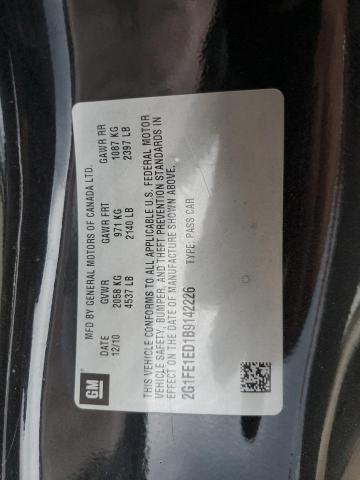 GM
MFD BY GENERAL MOTORS OF CANADA LTD.
DATE GVWR GAWR FRT GAWR RR
12/10 2058 KG 971 KG 1087 KG
4537 LB 2140 LB 2397 LB
THIS VEHICLE CONFORMS TO ALL APPLICABLE U.S. FEDERAL MOTOR
VEHICLE SAFETY, BUMPER, AND THEFT PREVENTION STANDARDS IN
EFFECT ON THE DATE OF MANUFACTURE SHOWN ABOVE.
2G1FE1ED1B9142226 TYPE: PASS CAR